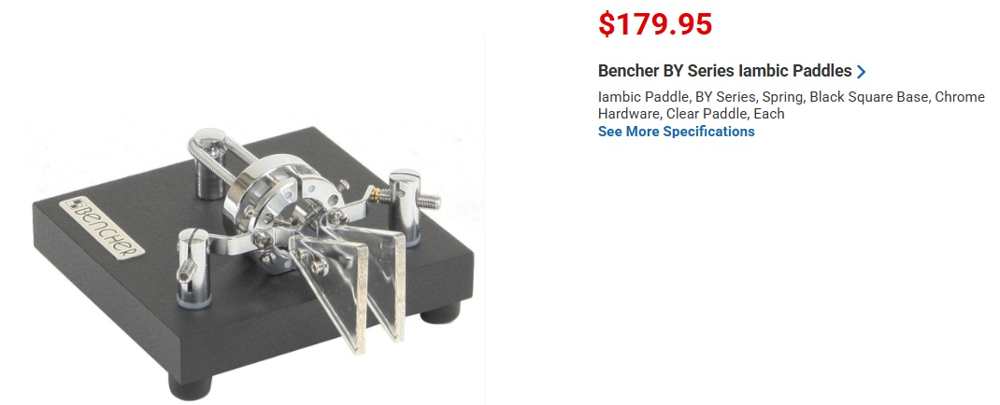 $179.95
Bencher BY Series Iambic Paddles
Iambic Paddle, BY Series, Spring, Black Square Base, Chrome
Hardware, Clear Paddle, Each
See More Specifications
BENCHER